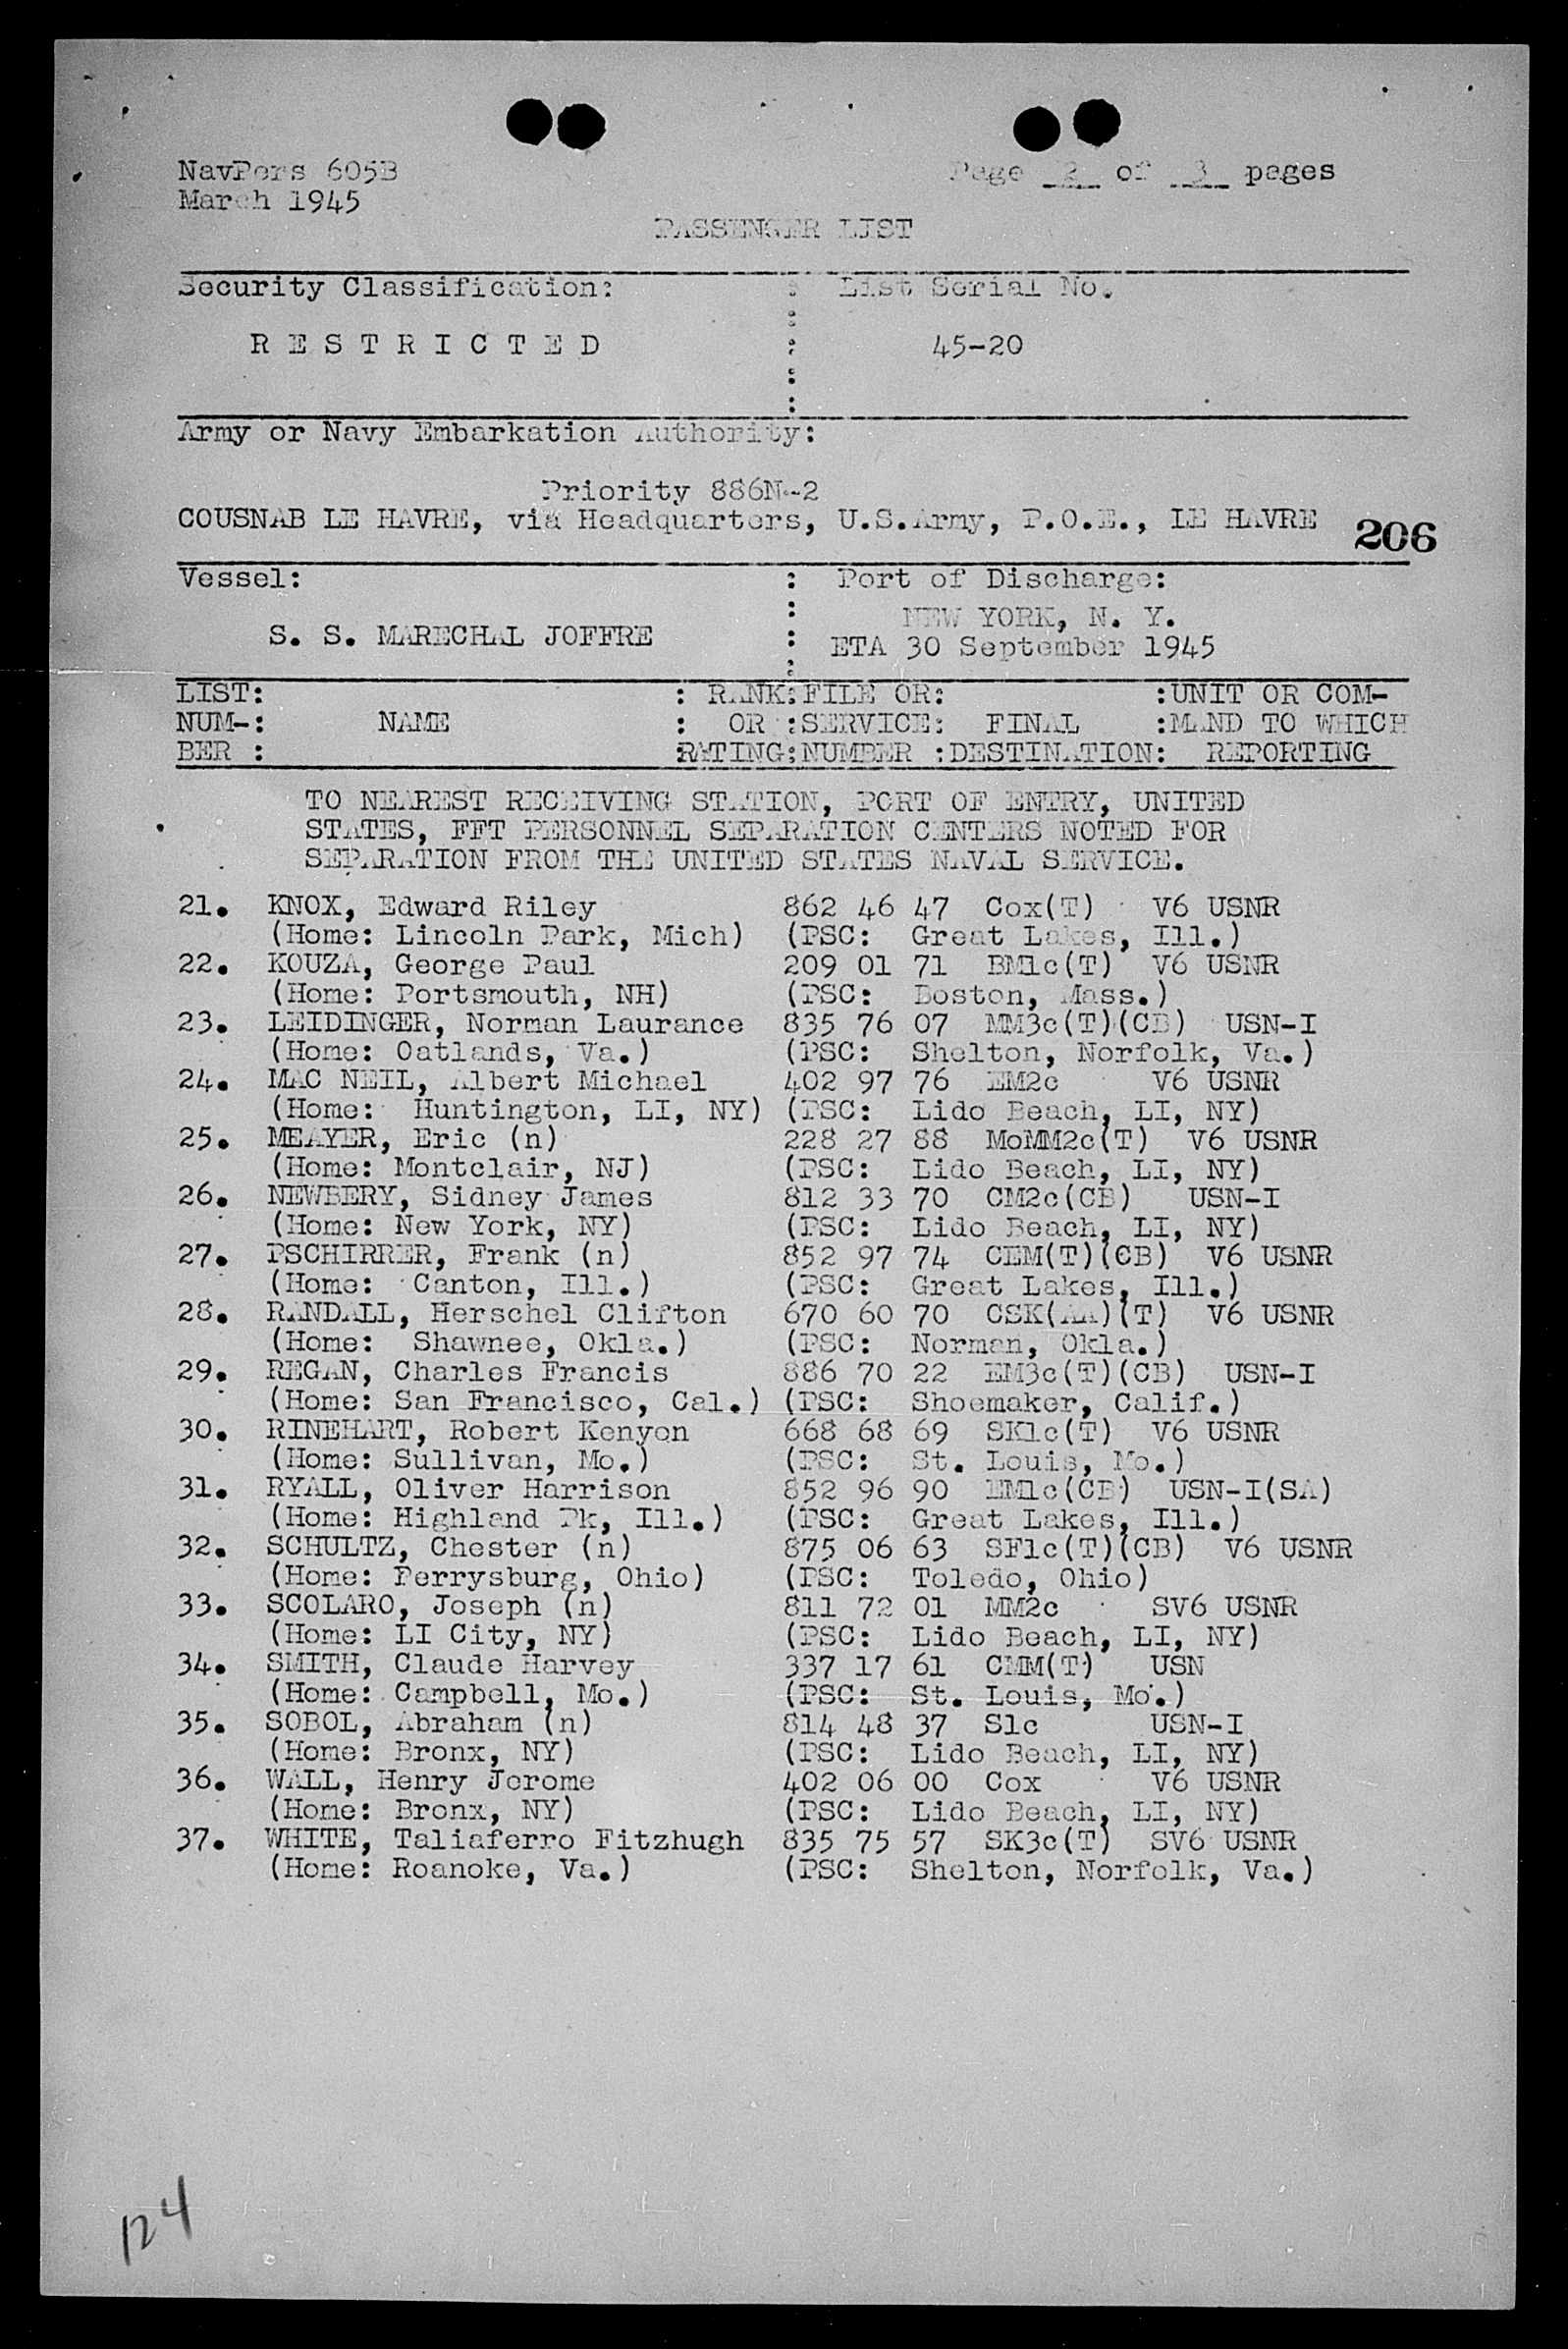 NavPers 605B Page 2 of 3 pages
March 1945
PASSENGER LIST
Security Classification: : List Serial No.
R E S T R I C T E D : 45-20
Army or Navy Embarkation Authority:
Priority 886N-2
COUSNAB LE HAVRE, via Headquarters, U.S.Army, P.O.E., LE HAVRE 206
Vessel: : Port of Discharge:
NEW YORK, N. Y.
S. S. MARECHAL JOFFRE : ETA 30 September 1945
LIST: : RANK:FILE OR: :UNIT OR COM-
NUM-: NAME : OR :SERVICE: FINAL :MAND TO WHICH
BER : RATING:NUMBER :DESTINATION: REPORTING
TO NEAREST RECEIVING STATION, PORT OF ENTRY, UNITED
STATES, FFT PERSONNEL SEPARATION CENTERS NOTED FOR
SEPARATION FROM THE UNITED STATES NAVAL SERVICE.
21. KNOX, Edward Riley 862 46 47 Cox(T) V6 USNR
(Home: Lincoln Park, Mich) (PSC: Great Lakes, Ill.)
22. KOUZA, George Paul 209 01 71 BM1c(T) V6 USNR
(Home: Portsmouth, NH) (PSC: Boston, Mass.)
23. LEIDINGER, Norman Laurance 835 76 07 MM3c(T)(CB) USN-I
(Home: Oatlands, Va.) (PSC: Shelton, Norfolk, Va.)
24. MAC NEIL, Albert Michael 402 97 76 EM2c V6 USNR
(Home: Huntington, LI, NY) (PSC: Lido Beach, LI, NY)
25. MEAYER, Eric (n) 228 27 88 MoMM2c(T) V6 USNR
(Home: Montclair, NJ) (PSC: Lido Beach, LI, NY)
26. NEWBERY, Sidney James 812 33 70 CM2c(CB) USN-I
(Home: New York, NY) (PSC: Lido Beach, LI, NY)
27. PSCHIRRER, Frank (n) 852 97 74 CEM(T)(CB) V6 USNR
(Home: Canton, Ill.) (PSC: Great Lakes, Ill.)
28. RANDALL, Herschel Clifton 670 60 70 CSK(AA)(T) V6 USNR
(Home: Shawnee, Okla.) (PSC: Norman, Okla.)
29. REGAN, Charles Francis 886 70 22 EM3c(T)(CB) USN-I
(Home: San Francisco, Cal.) (PSC: Shoemaker, Calif.)
30. RINEHART, Robert Kenyon 668 68 69 SK1c(T) V6 USNR
(Home: Sullivan, Mo.) (PSC: St. Louis, Mo.)
31. RYALL, Oliver Harrison 852 96 90 EM1c(CB) USN-I(SA)
(Home: Highland Pk, Ill.) (PSC: Great Lakes, Ill.)
32. SCHULTZ, Chester (n) 875 06 63 SF1c(T)(CB) V6 USNR
(Home: Perrysburg, Ohio) (PSC: Toledo, Ohio)
33. SCOLARO, Joseph (n) 811 72 01 MM2c SV6 USNR
(Home: LI City, NY) (PSC: Lido Beach, LI, NY)
34. SMITH, Claude Harvey 337 17 61 CMM(T) USN
(Home: Campbell, Mo.) (PSC: St. Louis, Mo.)
35. SOBOL, Abraham (n) 814 48 37 S1c USN-I
(Home: Bronx, NY) (PSC: Lido Beach, LI, NY)
36. WALL, Henry Jerome 402 06 00 Cox V6 USNR
(Home: Bronx, NY) (PSC: Lido Beach, LI, NY)
37. WHITE, Taliaferro Fitzhugh 835 75 57 SK3c(T) SV6 USNR
(Home: Roanoke, Va.) (PSC: Shelton, Norfolk, Va.)
124